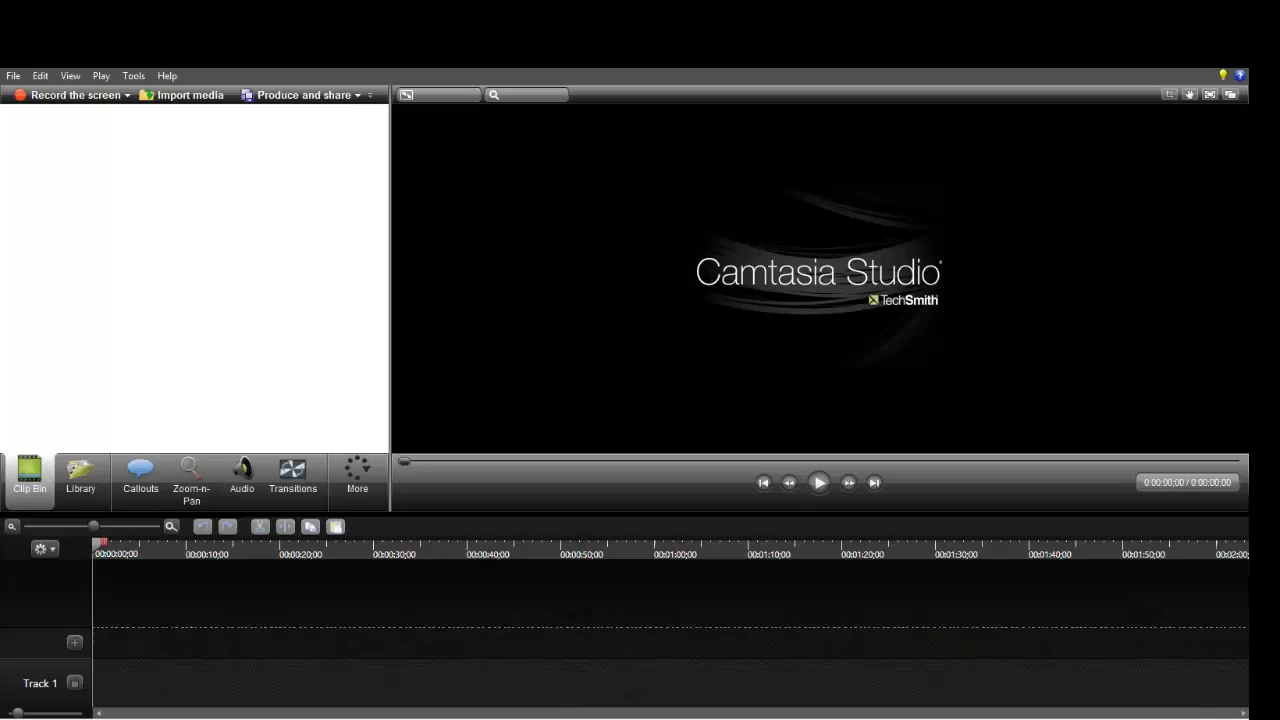 File Edit View Play Tools Help
Record the screen Import media Produce and share
Camtasia Studio
TechSmith
Clip Bin Library Callouts Zoom-n-Pan Audio Transitions More
0:00:00;00 / 0:00:00;00
00:00:00;00 00:00:10;00 00:00:20;00 00:00:30;00 00:00:40;00 00:00:50;00 00:01:00;00 00:01:10;00 00:01:20;00 00:01:30;00 00:01:40;00 00:01:50;00 00:02:00;
Track 1